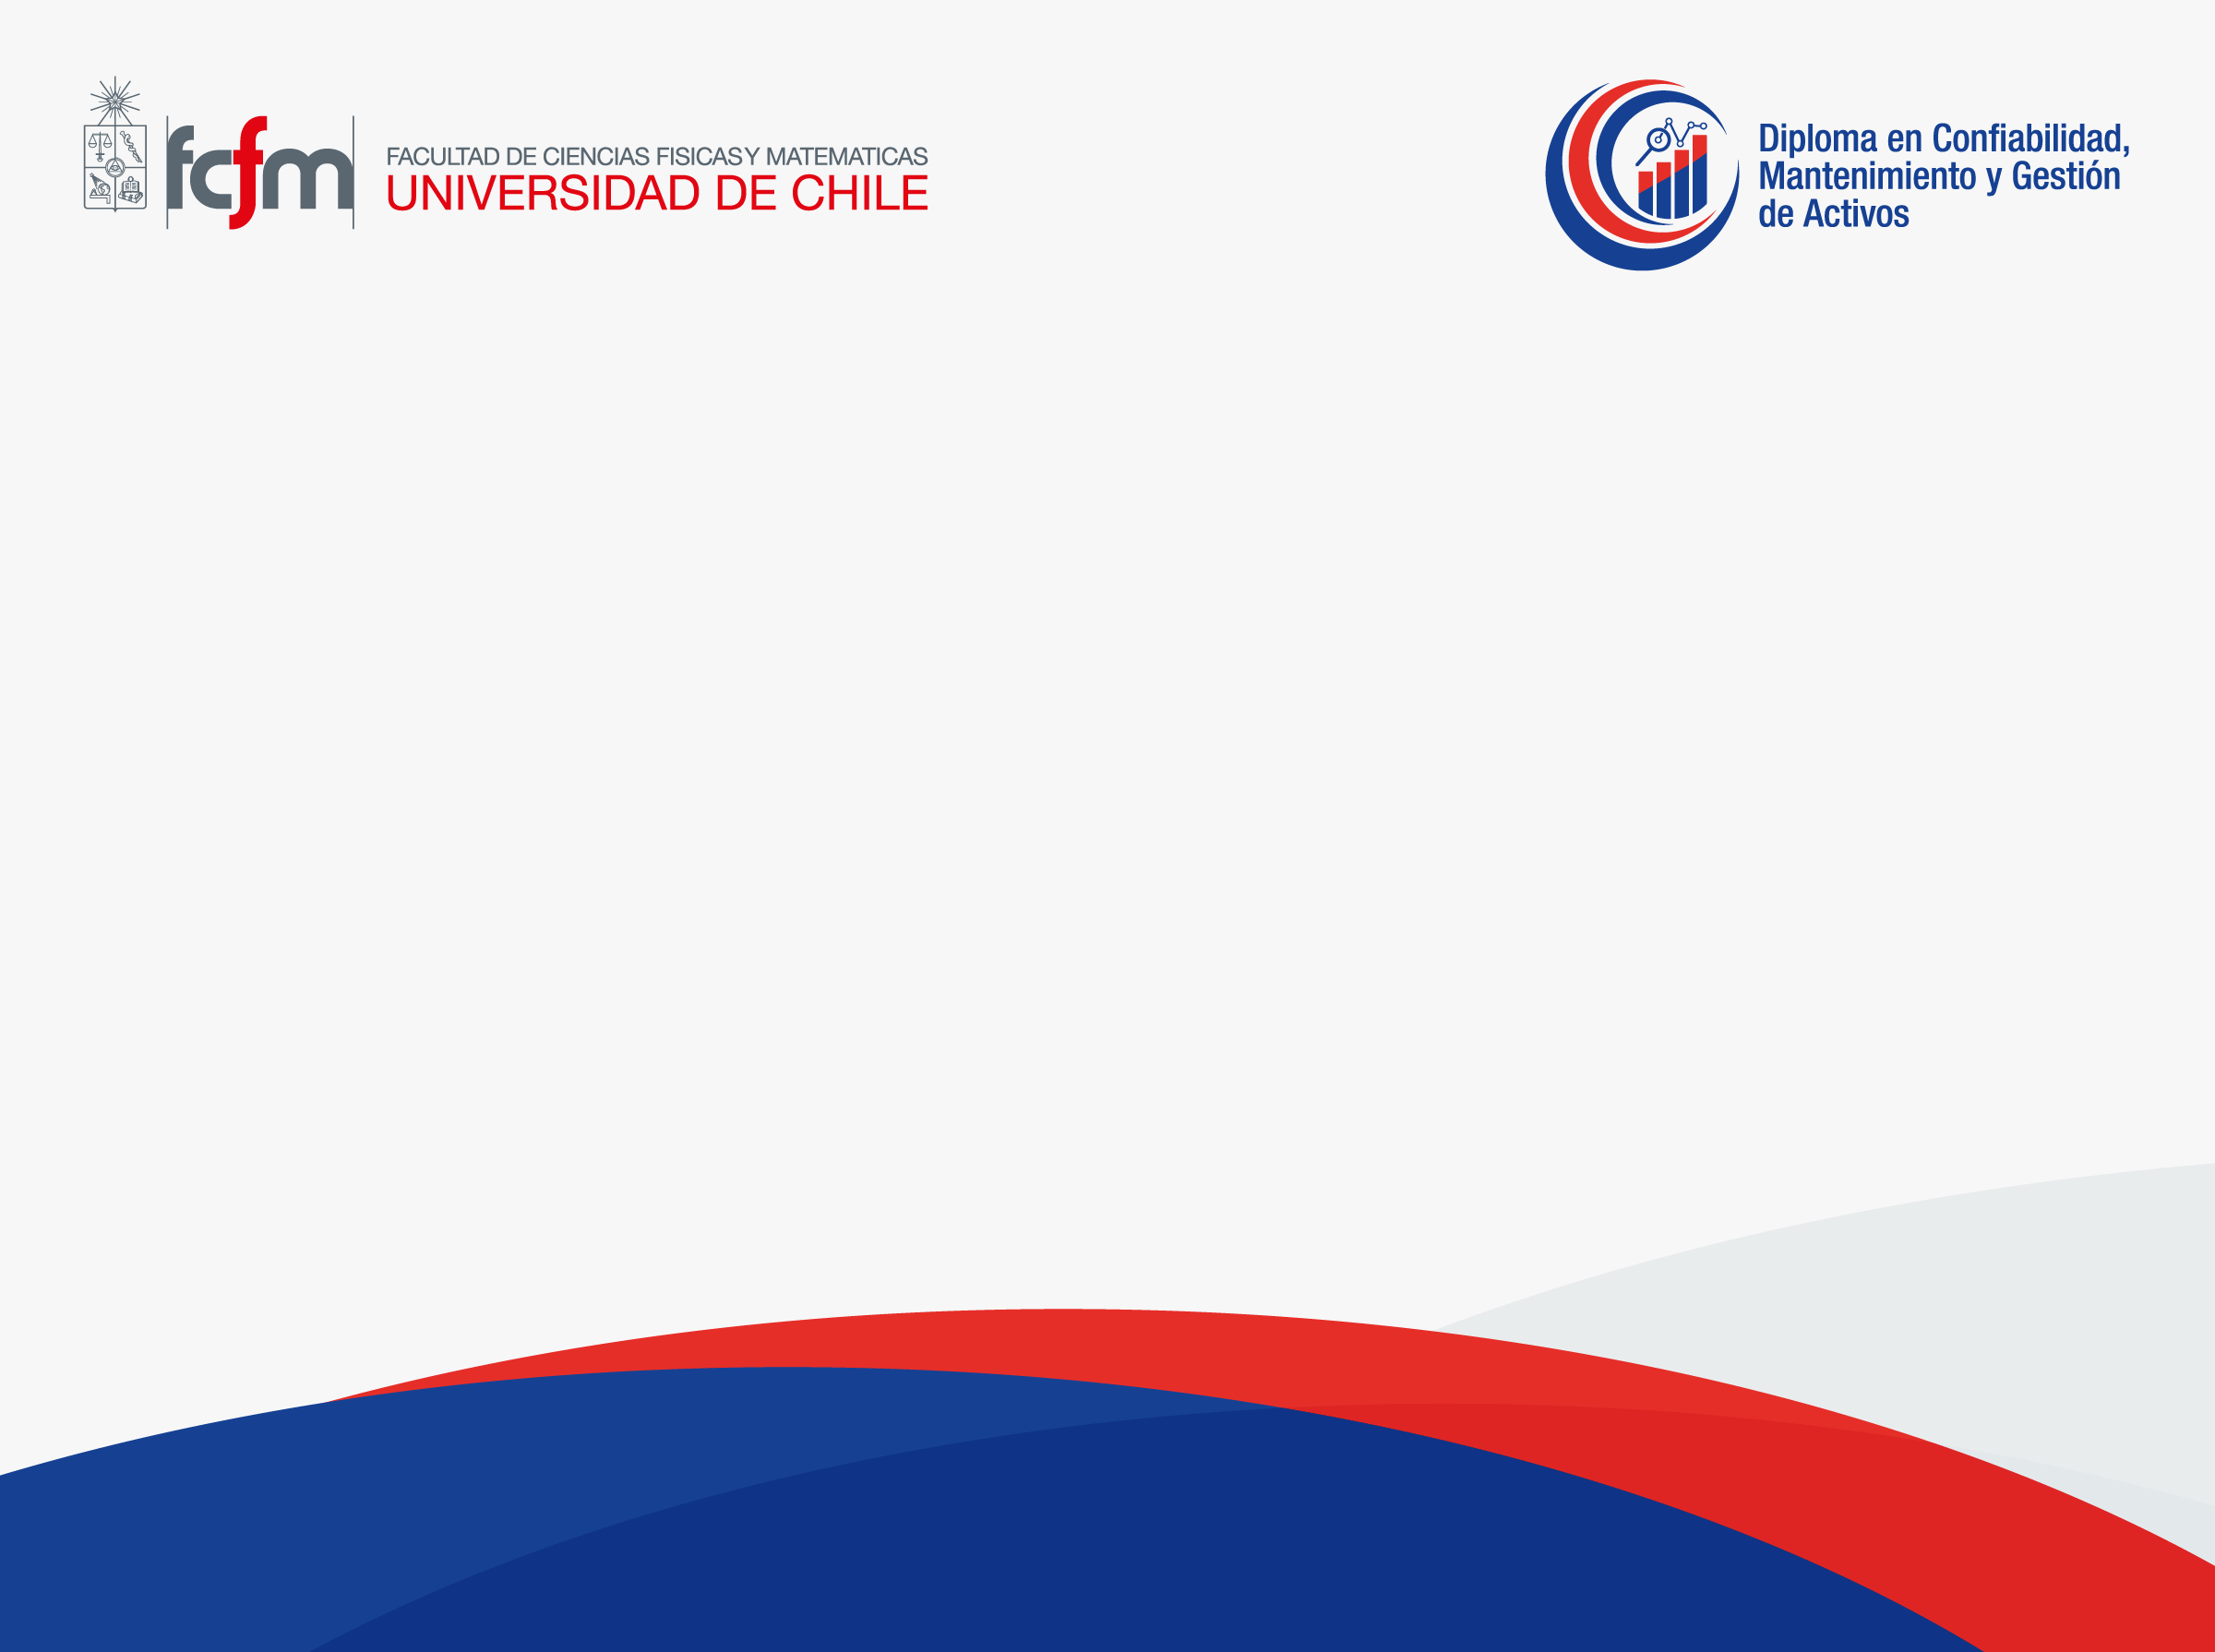 fcfm
FACULTAD DE CIENCIAS FISICAS Y MATEMATICAS
UNIVERSIDAD DE CHILE
Diploma en Confiabilidad,
Mantenimiento y Gestión
de Activos